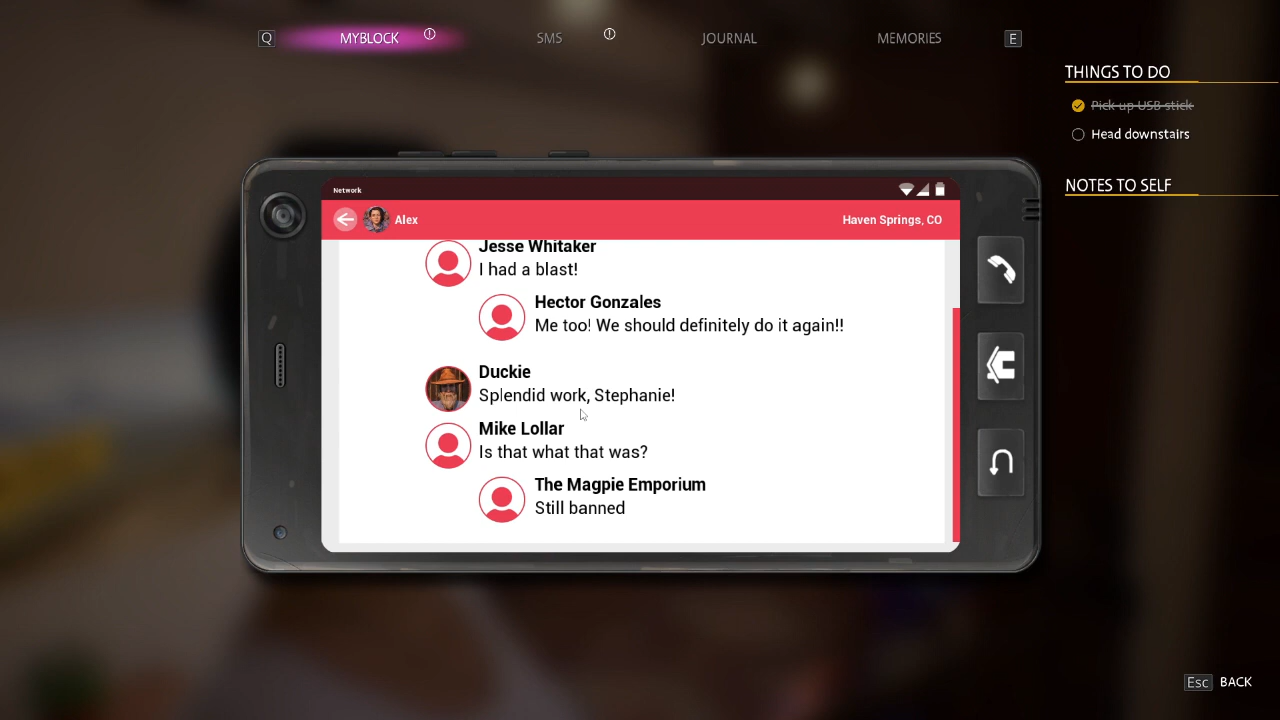 Q
MYBLOCK
SMS
JOURNAL
MEMORIES
E
THINGS TO DO
Pick up USB stick
Head downstairs
NOTES TO SELF
Network
Alex
Haven Springs, CO
Jesse Whitaker
I had a blast!
Hector Gonzales
Me too! We should definitely do it again!!
Duckie
Splendid work, Stephanie!
Mike Lollar
Is that what that was?
The Magpie Emporium
Still banned
Esc BACK